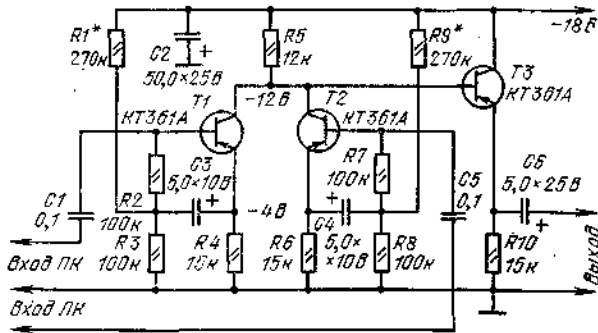 R1*
270к
C2
50,0×25В
R5
12к
R9*
270к
-18В
T3
КТ361А
T1
-12В
T2
КТ361А
КТ361А
C1
0,1
R2
100к
C3
5,0×10В
-4В
R7
100к
C5
0,1
C6
5,0×25В
Вход ПК
R3
100к
R4
15к
R6
15к
C4
5,0×
×10В
R8
100к
R10
15к
Выход
Вход ЛК